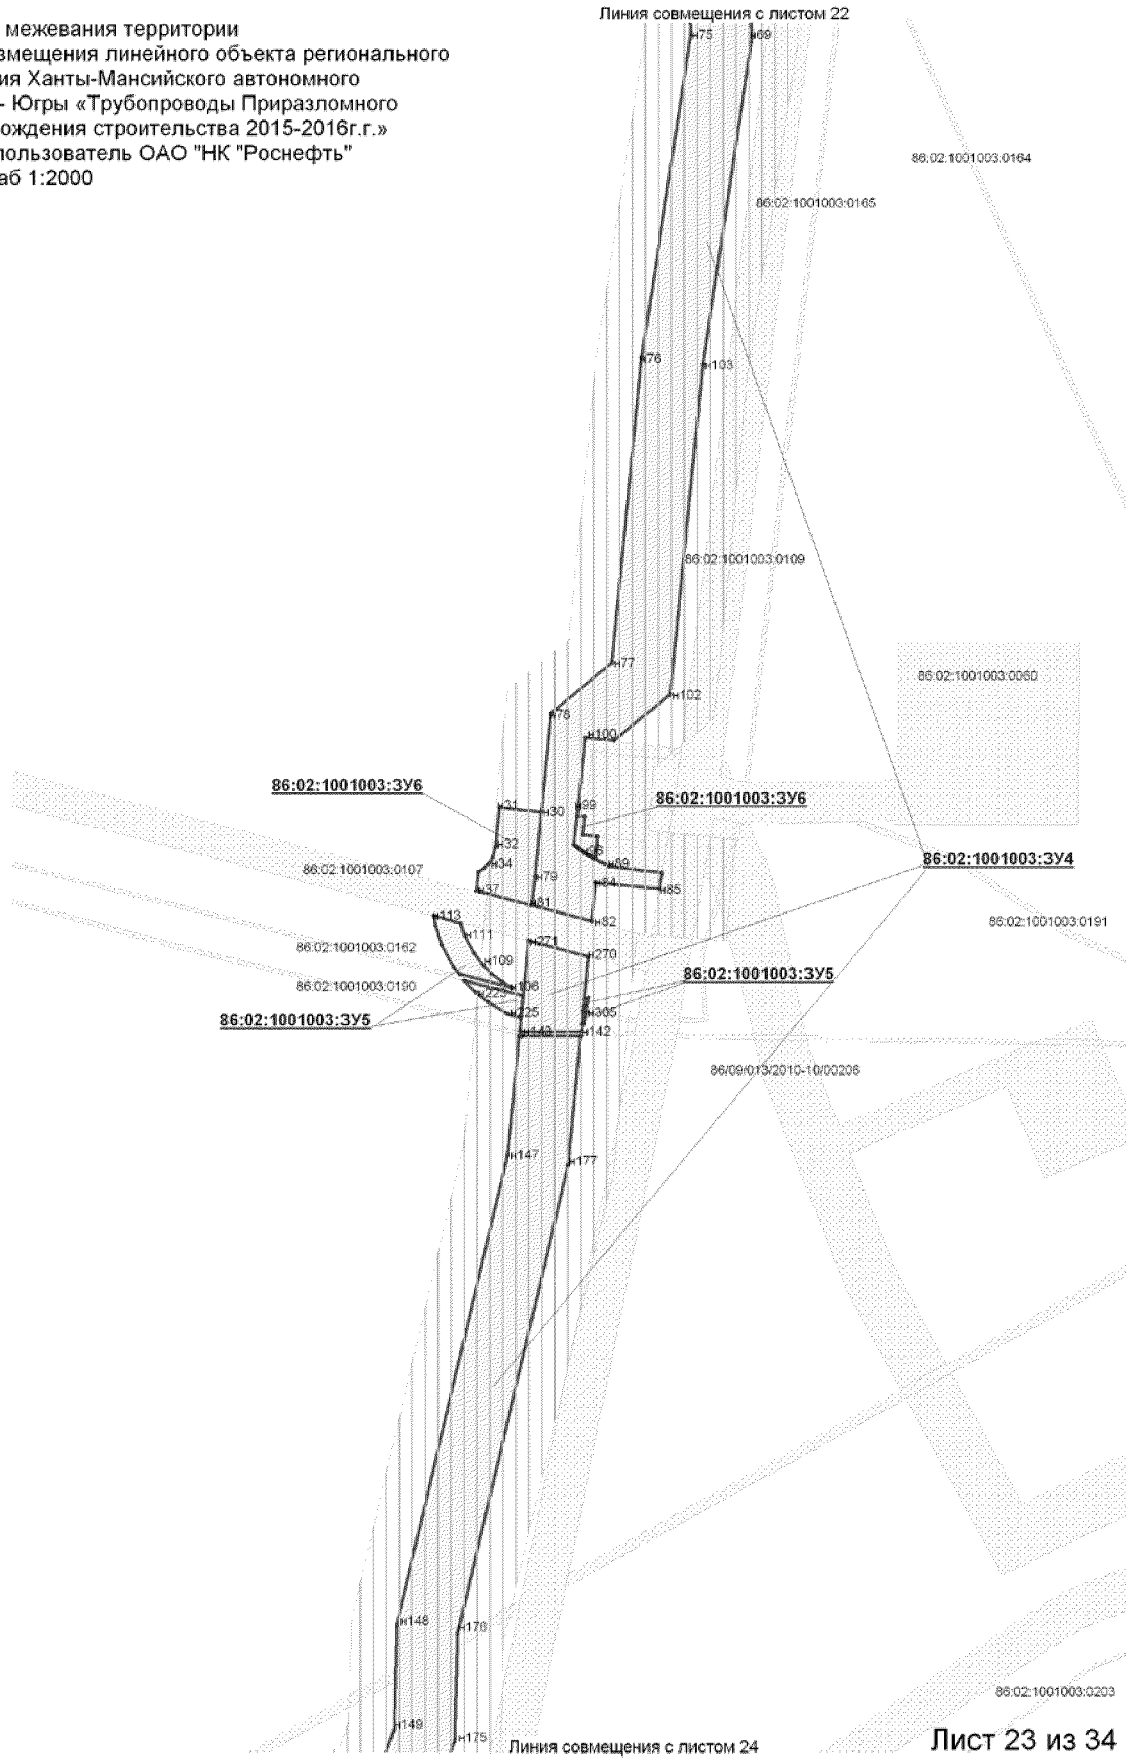 Линия совмещения с листом 22
межевания территории
змещения линейного объекта регионального
ия Ханты-Мансийского автономного
- Югры «Трубопроводы Приразломного
ождения строительства 2015-2016г.г.»
пользователь ОАО "НК "Роснефть"
аб 1:2000
н75
н69
86:02:1001003:0164
86:02:1001003:0165
н76
н103
86:02:1001003:0109
н77
86:02:1001003:0060
н102
н78
н100
86:02:1001003:ЗУ6
86:02:1001003:ЗУ6
н31
н30
н99
н32
86:02:1001003:ЗУ4
н34
н89
86:02:1001003:0107
н79
н84
н37
н85
н81
н113
н82
86:02:1001003:0191
н111
86:02:1001003:0162
н271
н270
н109
86:02:1001003:ЗУ5
86:02:1001003:0190
н106
н229
н225
н305
86:02:1001003:ЗУ5
н143
н142
86/09/013/2010-10/00206
н147
н177
н148
н176
86:02:1001003:0203
н149
н175
Линия совмещения с листом 24
Лист 23 из 34